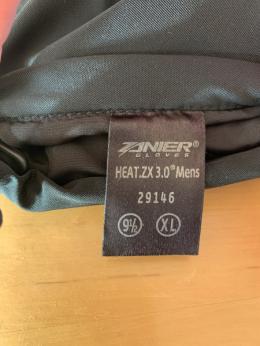 ZANIER®
GLOVES
HEAT.ZX 3.0 Mens
29146
9½ XL